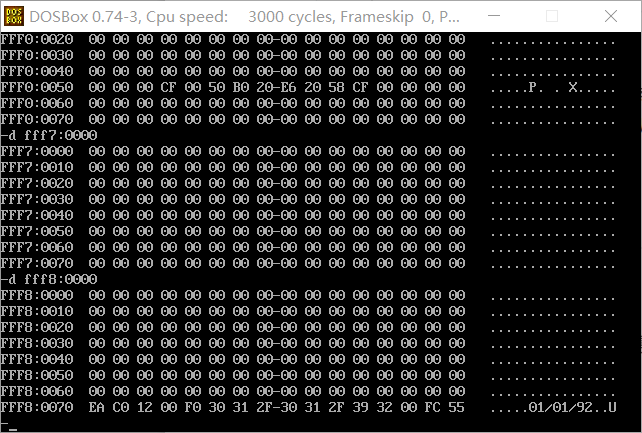 DOS
BOX
DOSBox 0.74-3, Cpu speed: 3000 cycles, Frameskip 0, P...
FFF0:0020 00 00 00 00 00 00 00 00-00 00 00 00 00 00 00 00 ................
FFF0:0030 00 00 00 00 00 00 00 00-00 00 00 00 00 00 00 00 ................
FFF0:0040 00 00 00 00 00 00 00 00-00 00 00 00 00 00 00 00 ................
FFF0:0050 00 00 00 CF 00 50 B0 20-E6 20 58 CF 00 00 00 00 .....P. . X.....
FFF0:0060 00 00 00 00 00 00 00 00-00 00 00 00 00 00 00 00 ................
FFF0:0070 00 00 00 00 00 00 00 00-00 00 00 00 00 00 00 00 ................
-d fff7:0000
FFF7:0000 00 00 00 00 00 00 00 00-00 00 00 00 00 00 00 00 ................
FFF7:0010 00 00 00 00 00 00 00 00-00 00 00 00 00 00 00 00 ................
FFF7:0020 00 00 00 00 00 00 00 00-00 00 00 00 00 00 00 00 ................
FFF7:0030 00 00 00 00 00 00 00 00-00 00 00 00 00 00 00 00 ................
FFF7:0040 00 00 00 00 00 00 00 00-00 00 00 00 00 00 00 00 ................
FFF7:0050 00 00 00 00 00 00 00 00-00 00 00 00 00 00 00 00 ................
FFF7:0060 00 00 00 00 00 00 00 00-00 00 00 00 00 00 00 00 ................
FFF7:0070 00 00 00 00 00 00 00 00-00 00 00 00 00 00 00 00 ................
-d fff8:0000
FFF8:0000 00 00 00 00 00 00 00 00-00 00 00 00 00 00 00 00 ................
FFF8:0010 00 00 00 00 00 00 00 00-00 00 00 00 00 00 00 00 ................
FFF8:0020 00 00 00 00 00 00 00 00-00 00 00 00 00 00 00 00 ................
FFF8:0030 00 00 00 00 00 00 00 00-00 00 00 00 00 00 00 00 ................
FFF8:0040 00 00 00 00 00 00 00 00-00 00 00 00 00 00 00 00 ................
FFF8:0050 00 00 00 00 00 00 00 00-00 00 00 00 00 00 00 00 ................
FFF8:0060 00 00 00 00 00 00 00 00-00 00 00 00 00 00 00 00 ................
FFF8:0070 EA C0 12 00 F0 30 31 2F-30 31 2F 39 32 00 FC 55 .....01/01/92..U
-_